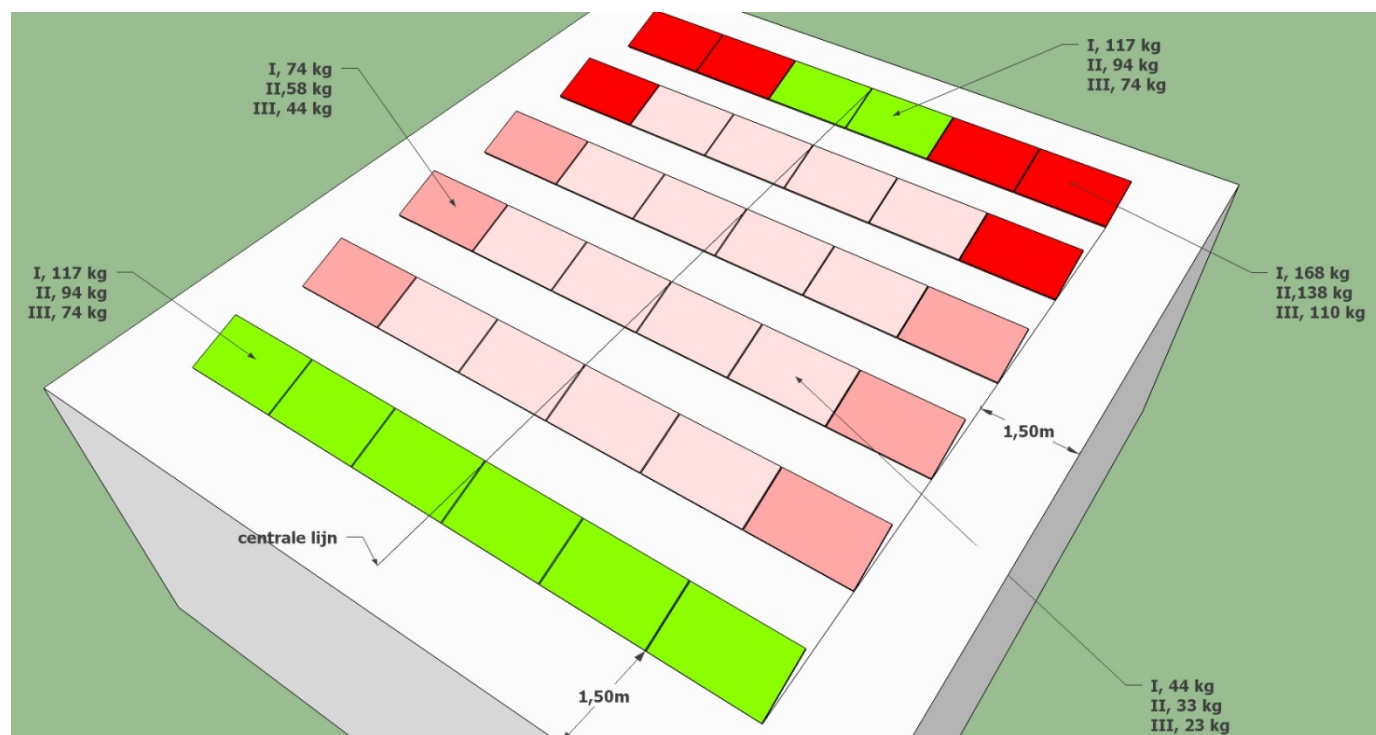 I, 117 kg
II, 94 kg
III, 74 kg
I, 74 kg
II,58 kg
III, 44 kg
I, 117 kg
II, 94 kg
III, 74 kg
I, 168 kg
II,138 kg
III, 110 kg
1,50m
centrale lijn
1,50m
I, 44 kg
II, 33 kg
III, 23 kg